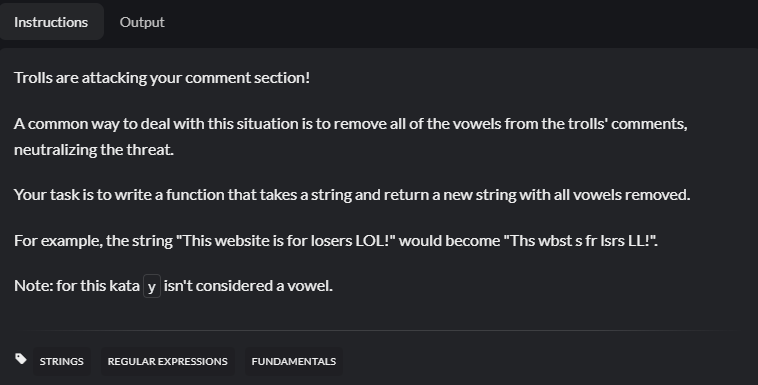 Instructions Output
Trolls are attacking your comment section!
A common way to deal with this situation is to remove all of the vowels from the trolls' comments,
neutralizing the threat.
Your task is to write a function that takes a string and return a new string with all vowels removed.
For example, the string "This website is for losers LOL!" would become "Ths wbst s fr lsrs LL!".
Note: for this kata y isn't considered a vowel.
STRINGS REGULAR EXPRESSIONS FUNDAMENTALS